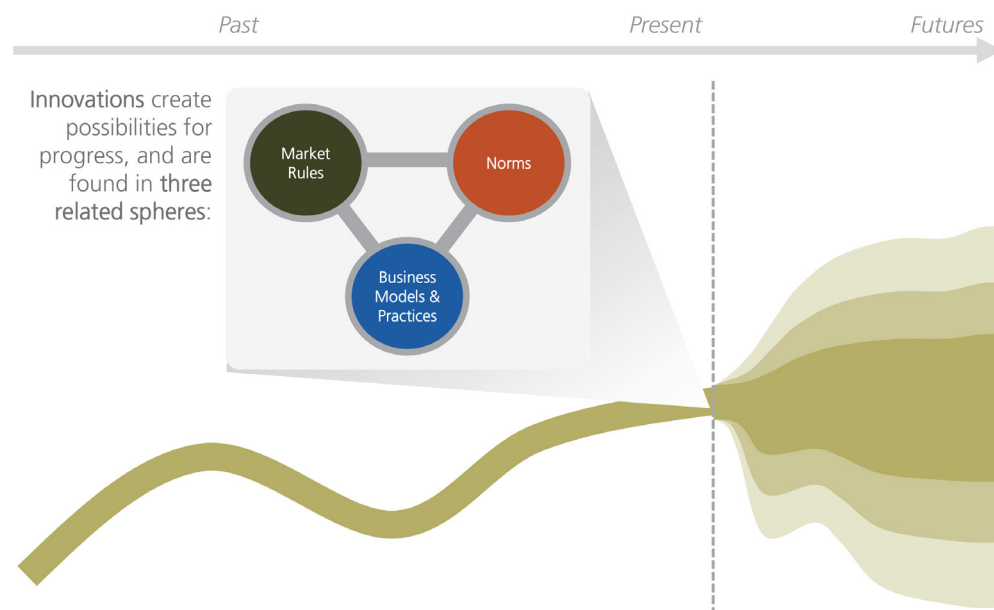 Past
Present
Futures
Innovations create
possibilities for
progress, and are
found in three
related spheres:
Market
Rules
Norms
Business
Models &
Practices